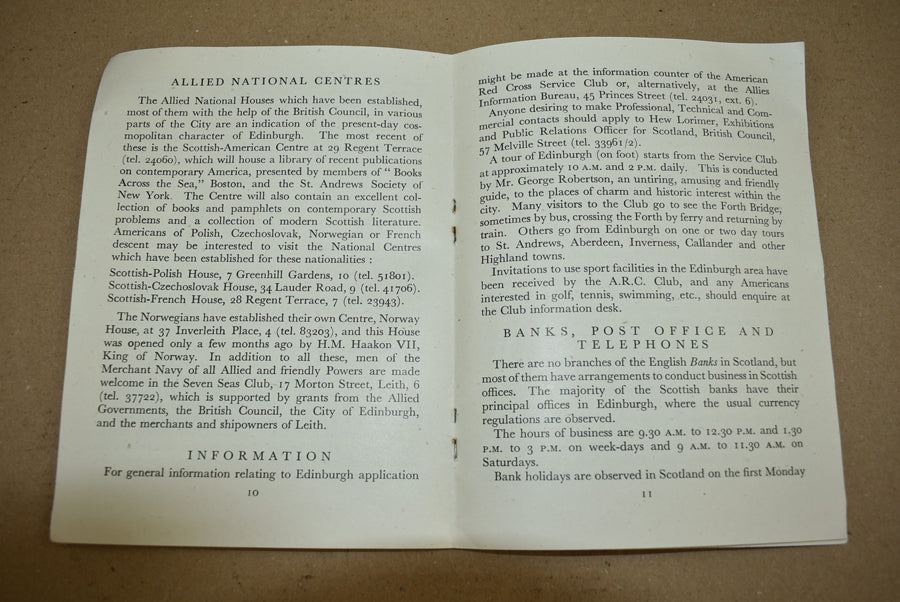 ALLIED NATIONAL CENTRES
The Allied National Houses which have been established,
most of them with the help of the British Council, in various
parts of the City are an indication of the present-day cos-
mopolitan character of Edinburgh. The most recent of
these is the Scottish-American Centre at 29 Regent Terrace
(tel. 24060), which will house a library of recent publications
on contemporary America, presented by members of “ Books
Across the Sea,” Boston, and the St. Andrews Society of
New York. The Centre will also contain an excellent col-
lection of books and pamphlets on contemporary Scottish
problems and a collection of modern Scottish literature.
Americans of Polish, Czechoslovak, Norwegian or French
descent may be interested to visit the National Centres
which have been established for these nationalities :
Scottish-Polish House, 7 Greenhill Gardens, 10 (tel. 51801).
Scottish-Czechoslovak House, 34 Lauder Road, 9 (tel. 41706).
Scottish-French House, 28 Regent Terrace, 7 (tel. 23943).
The Norwegians have established their own Centre, Norway
House, at 37 Inverleith Place, 4 (tel. 83203), and this House
was opened only a few months ago by H.M. Haakon VII,
King of Norway. In addition to all these, men of the
Merchant Navy of all Allied and friendly Powers are made
welcome in the Seven Seas Club, 17 Morton Street, Leith, 6
(tel. 37722), which is supported by grants from the Allied
Governments, the British Council, the City of Edinburgh,
and the merchants and shipowners of Leith.
INFORMATION
For general information relating to Edinburgh application
10
might be made at the information counter of the American
Red Cross Service Club or, alternatively, at the Allies
Information Bureau, 45 Princes Street (tel. 24031, ext. 6).
Anyone desiring to make Professional, Technical and Com-
mercial contacts should apply to Hew Lorimer, Exhibitions
and Public Relations Officer for Scotland, British Council,
57 Melville Street (tel. 33961/2).
A tour of Edinburgh (on foot) starts from the Service Club
at approximately 10 A.M. and 2 P.M. daily. This is conducted
by Mr. George Robertson, an untiring, amusing and friendly
guide, to the places of charm and historic interest within the
city. Many visitors to the Club go to see the Forth Bridge,
sometimes by bus, crossing the Forth by ferry and returning by
train. Others go from Edinburgh on one or two day tours
to St. Andrews, Aberdeen, Inverness, Callander and other
Highland towns.
Invitations to use sport facilities in the Edinburgh area have
been received by the A.R.C. Club, and any Americans
interested in golf, tennis, swimming, etc., should enquire at
the Club information desk.
BANKS, POST OFFICE AND
TELEPHONES
There are no branches of the English Banks in Scotland, but
most of them have arrangements to conduct business in Scottish
offices. The majority of the Scottish banks have their
principal offices in Edinburgh, where the usual currency
regulations are observed.
The hours of business are 9.30 A.M. to 12.30 P.M. and 1.30
P.M. to 3 P.M. on week-days and 9 A.M. to 11.30 A.M. on
Saturdays.
Bank holidays are observed in Scotland on the first Monday
11